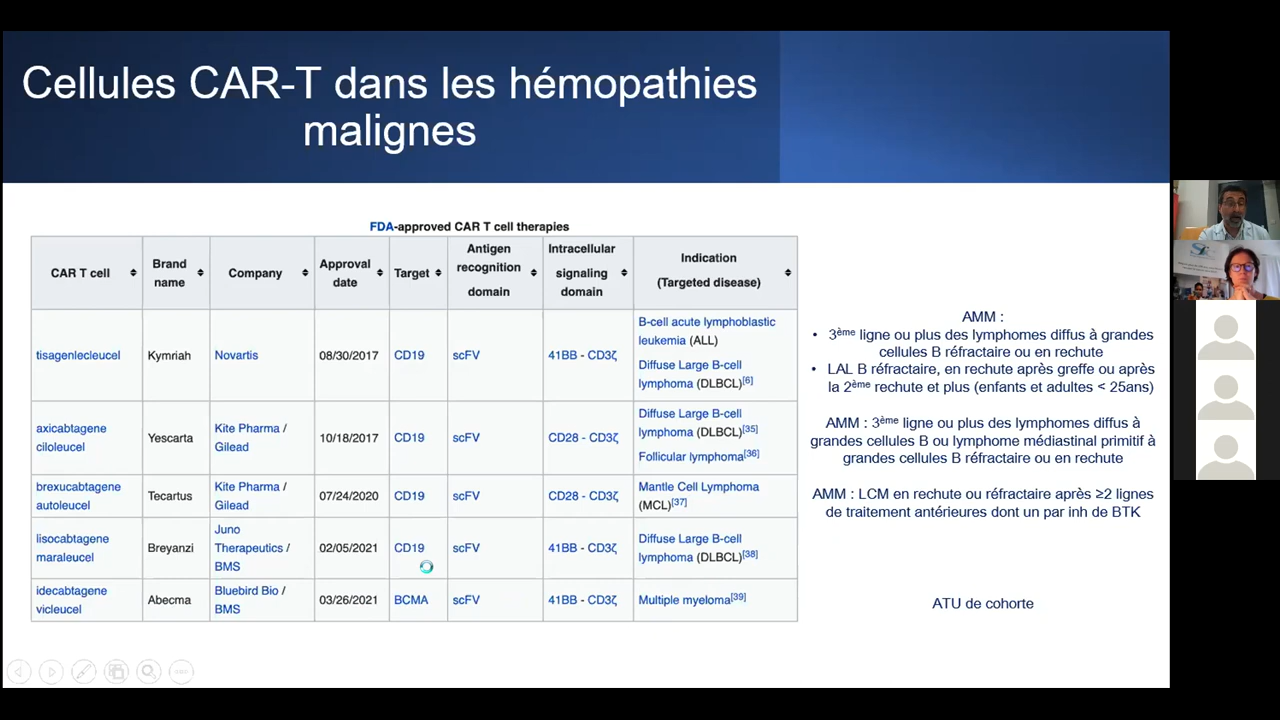 Cellules CAR-T dans les hémopathies
malignes
FDA-approved CAR T cell therapies
CAR T cell
Brand
name
Company
Approval
date
Target
Antigen
recognition
domain
Intracellular
signaling
domain
Indication
(Targeted disease)
tisagenlecleucel
Kymriah
Novartis
08/30/2017
CD19
scFV
41BB - CD3ζ
B-cell acute lymphoblastic
leukemia (ALL)
Diffuse Large B-cell
lymphoma (DLBCL)[6]
axicabtagene
ciloleucel
Yescarta
Kite Pharma /
Gilead
10/18/2017
CD19
scFV
CD28 - CD3ζ
Diffuse Large B-cell
lymphoma (DLBCL)[35]
Follicular lymphoma[36]
brexucabtagene
autoleucel
Tecartus
Kite Pharma /
Gilead
07/24/2020
CD19
scFV
CD28 - CD3ζ
Mantle Cell Lymphoma
(MCL)[37]
lisocabtagene
maraleucel
Breyanzi
Juno
Therapeutics /
BMS
02/05/2021
CD19
scFV
41BB - CD3ζ
Diffuse Large B-cell
lymphoma (DLBCL)[38]
idecabtagene
vicleucel
Abecma
Bluebird Bio /
BMS
03/26/2021
BCMA
scFV
41BB - CD3ζ
Multiple myeloma[39]
AMM :
• 3ème ligne ou plus des lymphomes diffus à grandes
cellules B réfractaire ou en rechute
• LAL B réfractaire, en rechute après greffe ou après
la 2ème rechute et plus (enfants et adultes < 25ans)
AMM : 3ème ligne ou plus des lymphomes diffus à
grandes cellules B ou lymphome médiastinal primitif à
grandes cellules B réfractaire ou en rechute
AMM : LCM en rechute ou réfractaire après ≥2 lignes
de traitement antérieures dont un par inh de BTK
ATU de cohorte